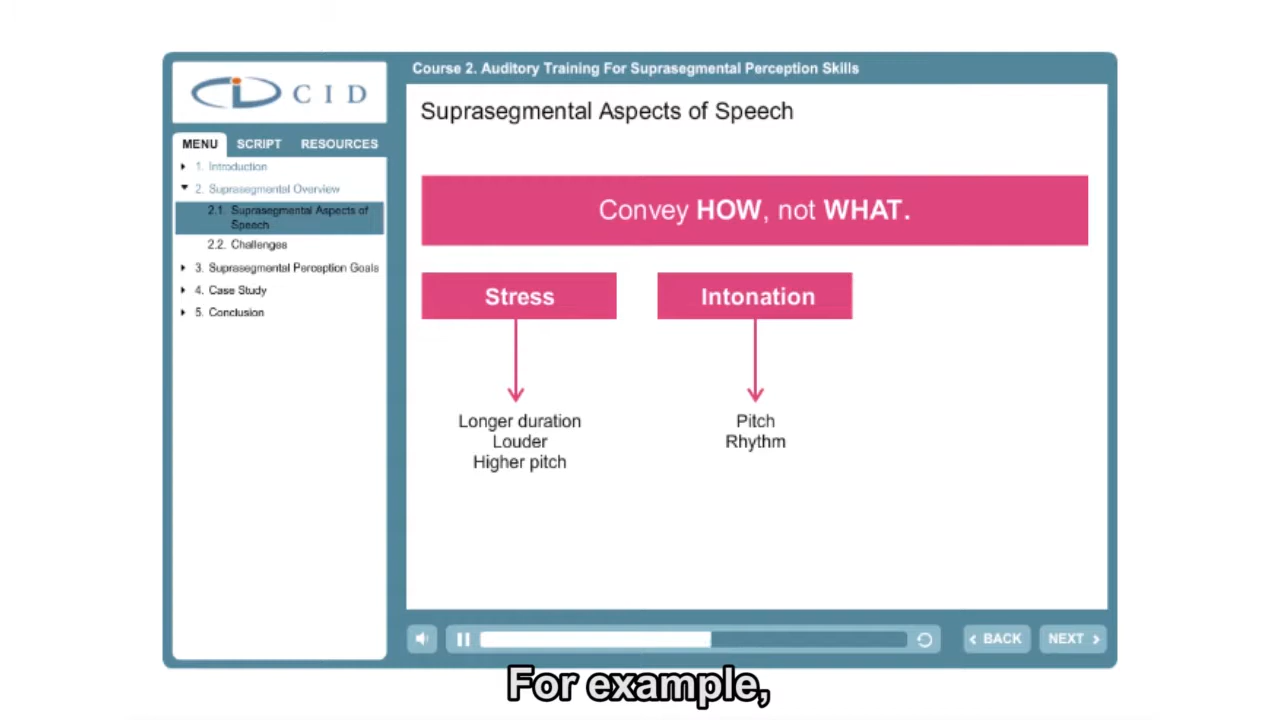 CID
Course 2. Auditory Training For Suprasegmental Perception Skills
MENU SCRIPT RESOURCES
1. Introduction
2. Suprasegmental Overview
2.1. Suprasegmental Aspects of
Speech
2.2. Challenges
3. Suprasegmental Perception Goals
4. Case Study
5. Conclusion
Suprasegmental Aspects of Speech
Convey HOW, not WHAT.
Stress
Intonation
Longer duration
Louder
Higher pitch
Pitch
Rhythm
BACK
NEXT
For example,